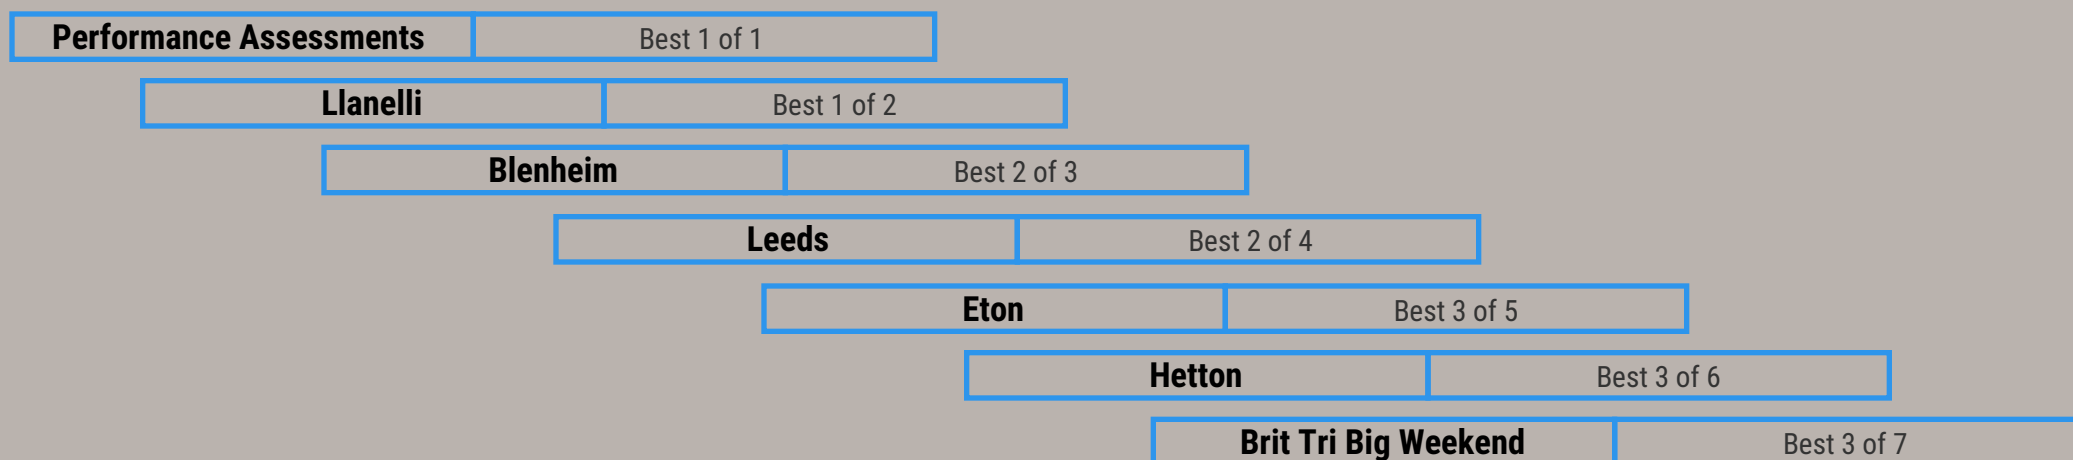 Performance Assessments Best 1 of 1
Llanelli Best 1 of 2
Blenheim Best 2 of 3
Leeds Best 2 of 4
Eton Best 3 of 5
Hetton Best 3 of 6
Brit Tri Big Weekend Best 3 of 7